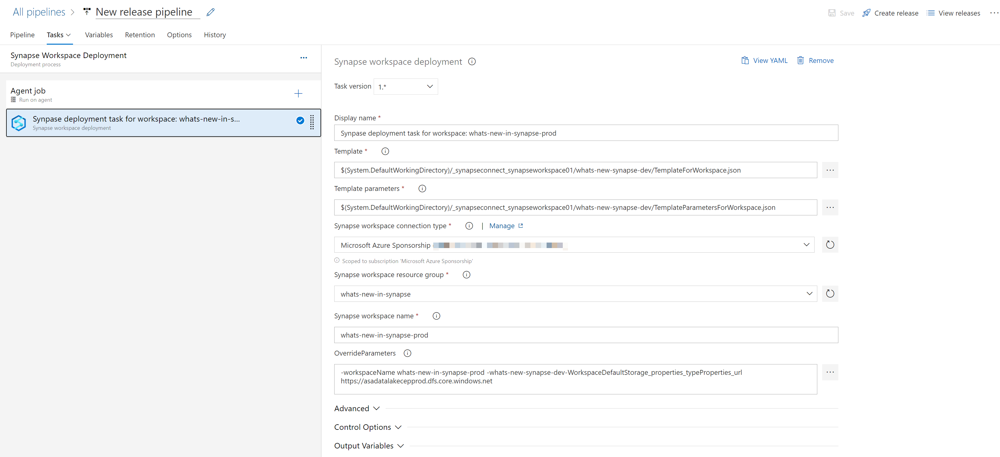 All pipelines > New release pipeline
Save Create release View releases ...
Pipeline Tasks Variables Retention Options History
Synapse Workspace Deployment
Deployment process
...
Agent job
Run on agent
Synpase deployment task for workspace: whats-new-in-s...
Synapse workspace deployment
Synapse workspace deployment
View YAML Remove
Task version 1.*
Display name *
Synpase deployment task for workspace: whats-new-in-synapse-prod
Template *
$(System.DefaultWorkingDirectory)/_synapseconnect_synapseworkspace01/whats-new-synapse-dev/TemplateForWorkspace.json
...
Template parameters *
$(System.DefaultWorkingDirectory)/_synapseconnect_synapseworkspace01/whats-new-synapse-dev/TemplateParametersForWorkspace.json
...
Synapse workspace connection type * | Manage
Microsoft Azure Sponsorship
Scoped to subscription 'Microsoft Azure Sponsorship'
Synapse workspace resource group *
whats-new-in-synapse
Synapse workspace name *
whats-new-in-synapse-prod
OverrideParameters
-workspaceName whats-new-in-synapse-prod -whats-new-synapse-dev-WorkspaceDefaultStorage_properties_typeProperties_url
https://asadatalakecepprod.dfs.core.windows.net
...
Advanced
Control Options
Output Variables